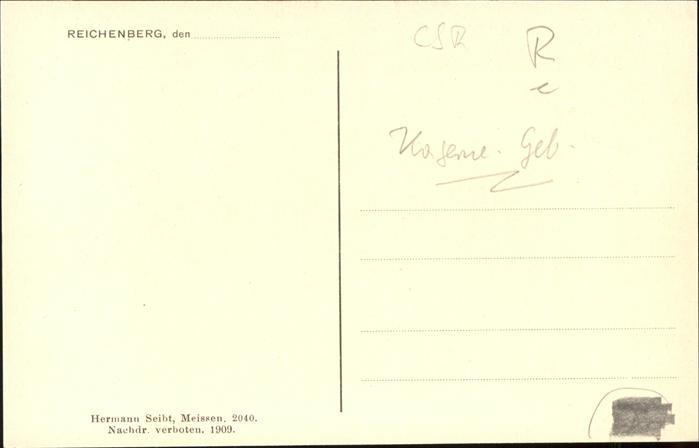 REICHENBERG, den
CSR
R
Kaserne. Geb.
Hermann Seibt, Meissen, 2040.
Nachdr. verboten, 1909.